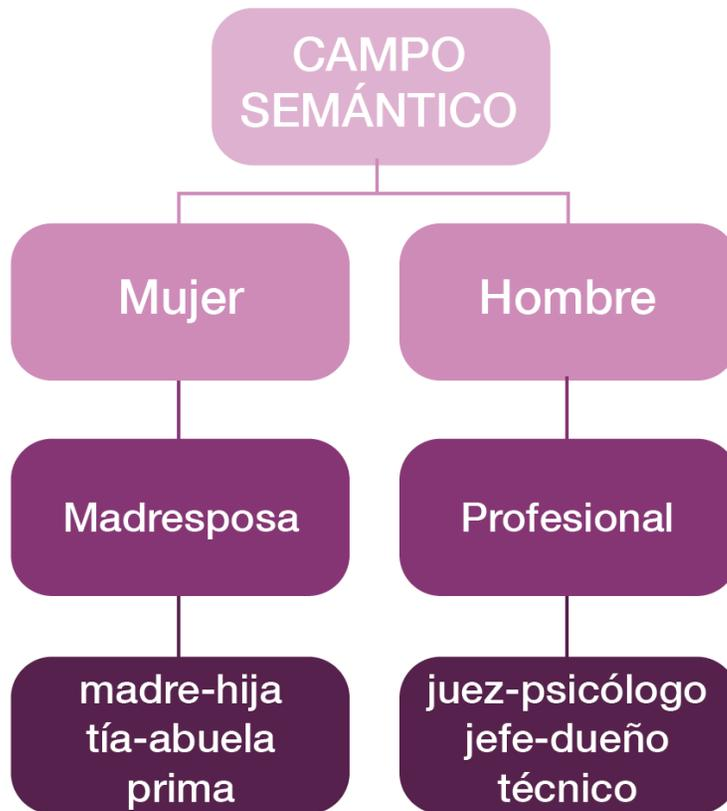 CAMPO
SEMÁNTICO
Mujer
Hombre
Madresposa
Profesional
madre-hija
tía-abuela
prima
juez-psicólogo
jefe-dueño
técnico